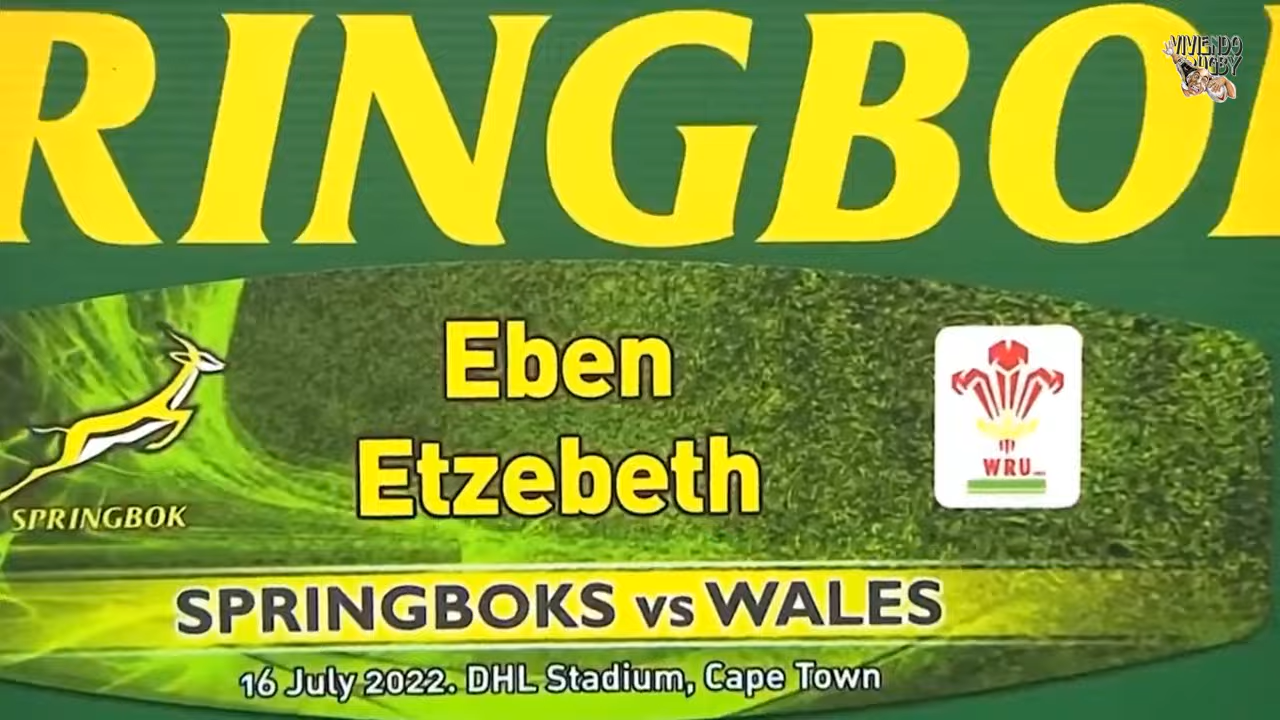 RINGBO
VIVIENDO
RUGBY
Eben
Etzebeth
WRU
SPRINGBOK
SPRINGBOKS vs WALES
16 July 2022. DHL Stadium, Cape Town